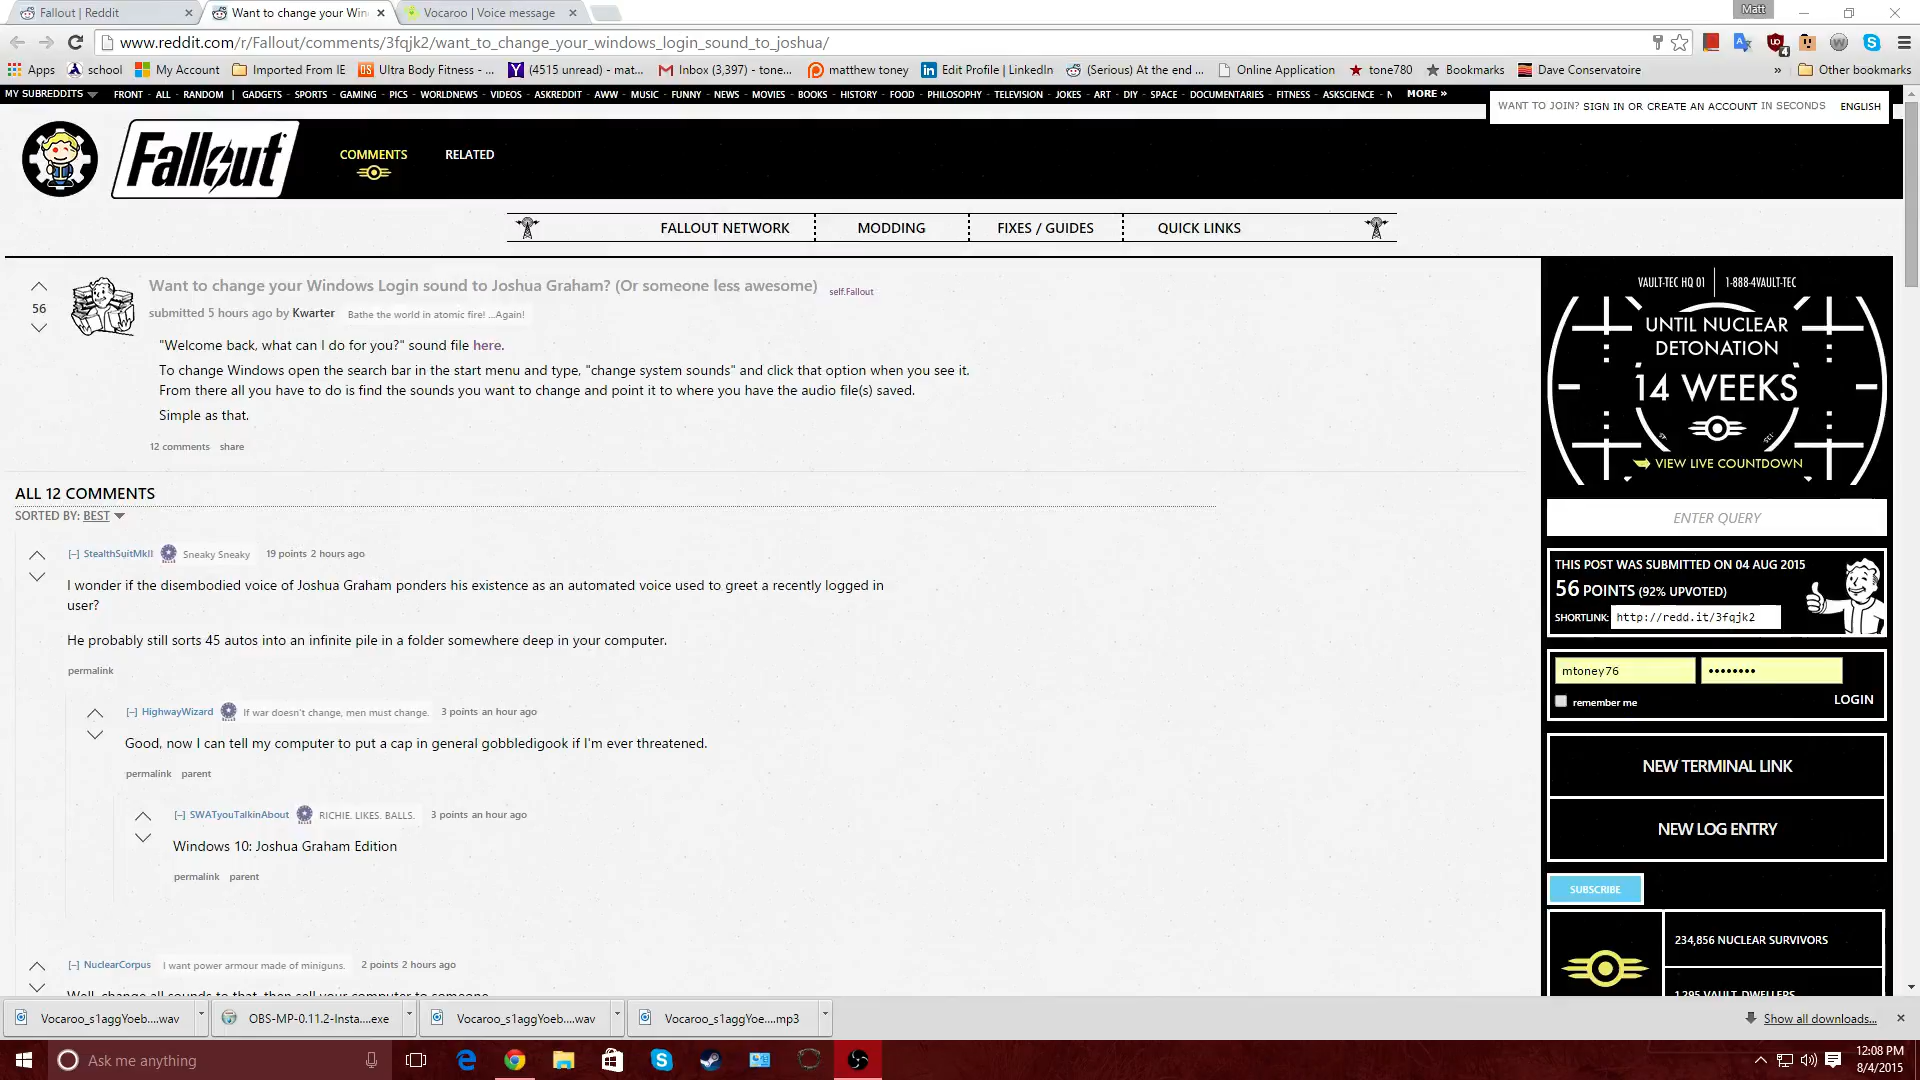 Fallout | Reddit
Want to change your Win
Vocaroo | Voice message
Matt
www.reddit.com/r/Fallout/comments/3fqjk2/want_to_change_your_windows_login_sound_to_joshua/
4
Apps
school
My Account
Imported From IE
Ultra Body Fitness - ...
(4515 unread) - mat...
Inbox (3,397) - tone...
matthew toney
Edit Profile | LinkedIn
(Serious) At the end ...
Online Application
tone780
Bookmarks
Dave Conservatoire
»
Other bookmarks
MY SUBREDDITS
FRONT - ALL - RANDOM | GADGETS - SPORTS - GAMING - PICS - WORLDNEWS - VIDEOS - ASKREDDIT - AWW - MUSIC - FUNNY - NEWS - MOVIES - BOOKS - HISTORY - FOOD - PHILOSOPHY - TELEVISION - JOKES - ART - DIY - SPACE - DOCUMENTARIES - FITNESS - ASKSCIENCE - N
MORE »
WANT TO JOIN? SIGN IN OR CREATE AN ACCOUNT IN SECONDS
ENGLISH
Fallout
COMMENTS
RELATED
FALLOUT NETWORK
MODDING
FIXES / GUIDES
QUICK LINKS
56
Want to change your Windows Login sound to Joshua Graham? (Or someone less awesome) self.Fallout
submitted 5 hours ago by Kwarter Bathe the world in atomic fire! ...Again!
"Welcome back, what can I do for you?" sound file here.
To change Windows open the search bar in the start menu and type, "change system sounds" and click that option when you see it.
From there all you have to do is find the sounds you want to change and point it to where you have the audio file(s) saved.
Simple as that.
12 comments share
ALL 12 COMMENTS
SORTED BY: BEST
[–] StealthSuitMkII Sneaky Sneaky 19 points 2 hours ago
I wonder if the disembodied voice of Joshua Graham ponders his existence as an automated voice used to greet a recently logged in
user?
He probably still sorts 45 autos into an infinite pile in a folder somewhere deep in your computer.
permalink
[–] HighwayWizard If war doesn't change, men must change. 3 points an hour ago
Good, now I can tell my computer to put a cap in general gobbledigook if I'm ever threatened.
permalink parent
[–] SWATyouTalkinAbout RICHIE. LIKES. BALLS. 3 points an hour ago
Windows 10: Joshua Graham Edition
permalink parent
[–] NuclearCorpus I want power armour made of miniguns. 2 points 2 hours ago
Well, change all sounds to that, then sell your computer to someone
VAULT-TEC HQ 01 | 1-888-4VAULT-TEC
UNTIL NUCLEAR
DETONATION
14 WEEKS
VIEW LIVE COUNTDOWN
ENTER QUERY
THIS POST WAS SUBMITTED ON 04 AUG 2015
56 POINTS (92% UPVOTED)
SHORTLINK: http://redd.it/3fqjk2
mtoney76
••••••••
remember me
LOGIN
NEW TERMINAL LINK
NEW LOG ENTRY
SUBSCRIBE
234,856 NUCLEAR SURVIVORS
1,295 VAULT DWELLERS
Vocaroo_s1aggYoeb....wav
OBS-MP-0.11.2-Insta....exe
Vocaroo_s1aggYoeb....wav
Vocaroo_s1aggYoe....mp3
Show all downloads...
Ask me anything
12:08 PM
8/4/2015